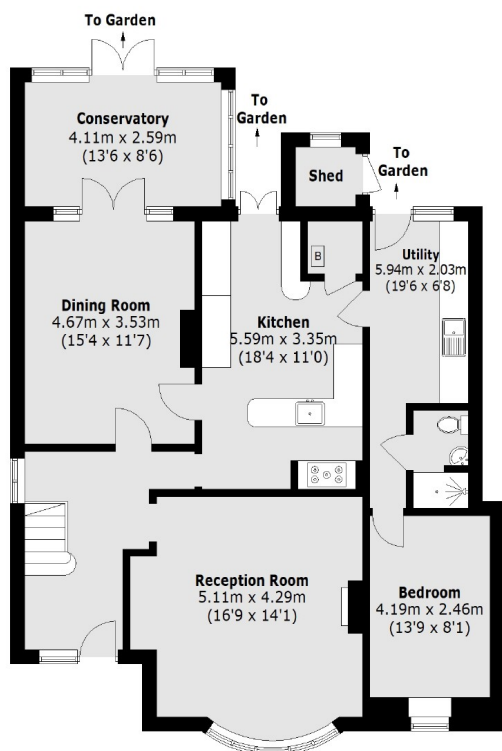 To Garden
Conservatory
4.11m x 2.59m
(13'6 x 8'6)
To
Garden
Shed
To
Garden
B
Utility
5.94m x 2.03m
(19'6 x 6'8)
Dining Room
4.67m x 3.53m
(15'4 x 11'7)
Kitchen
5.59m x 3.35m
(18'4 x 11'0)
Reception Room
5.11m x 4.29m
(16'9 x 14'1)
Bedroom
4.19m x 2.46m
(13'9 x 8'1)